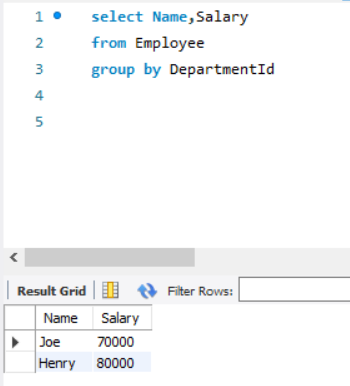 1 select Name,Salary
2 from Employee
3 group by DepartmentId
4
5
Result Grid Filter Rows:
Name Salary
Joe 70000
Henry 80000